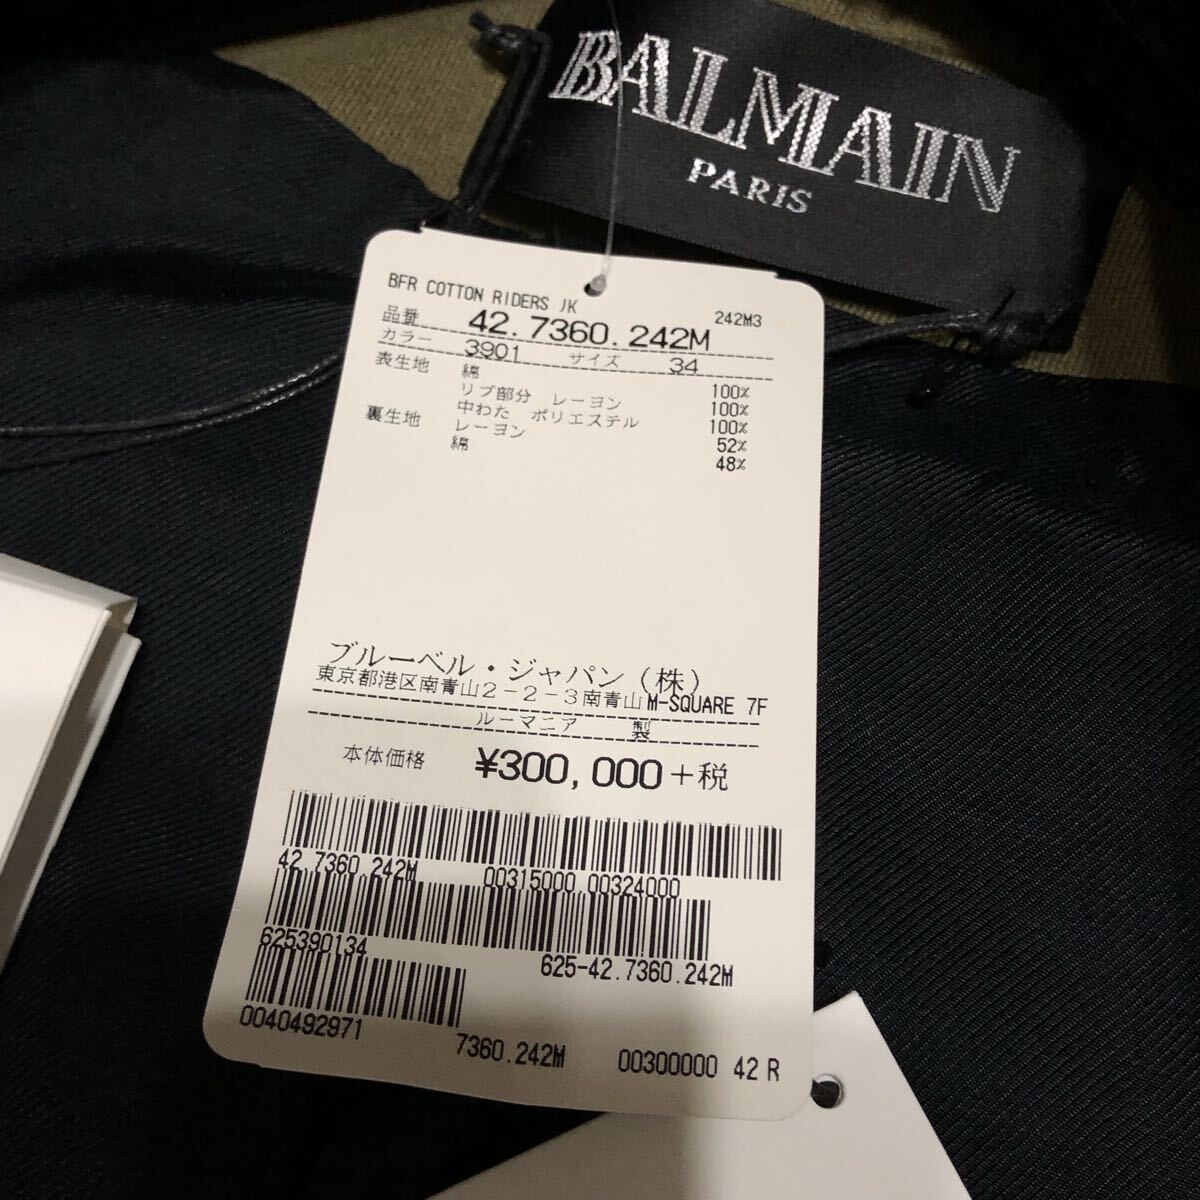 BALMAIN
PARIS
BFR COTTON RIDERS JK 242M3
品番 42.7360.242M
カラー 3901 サイズ 34
表生地 綿 100%
リブ部分 レーヨン 100%
中わた ポリエステル 100%
裏生地 レーヨン 52%
綿 48%
ブルーベル・ジャパン(株)
東京都港区南青山2-2-3南青山M-SQUARE 7F
ルーマニア 製
本体価格 ¥300,000+税
42.7360.242M 00315000 00324000
625390134 625-42.7360.242M
0040492971 7360.242M 00300000 42 R